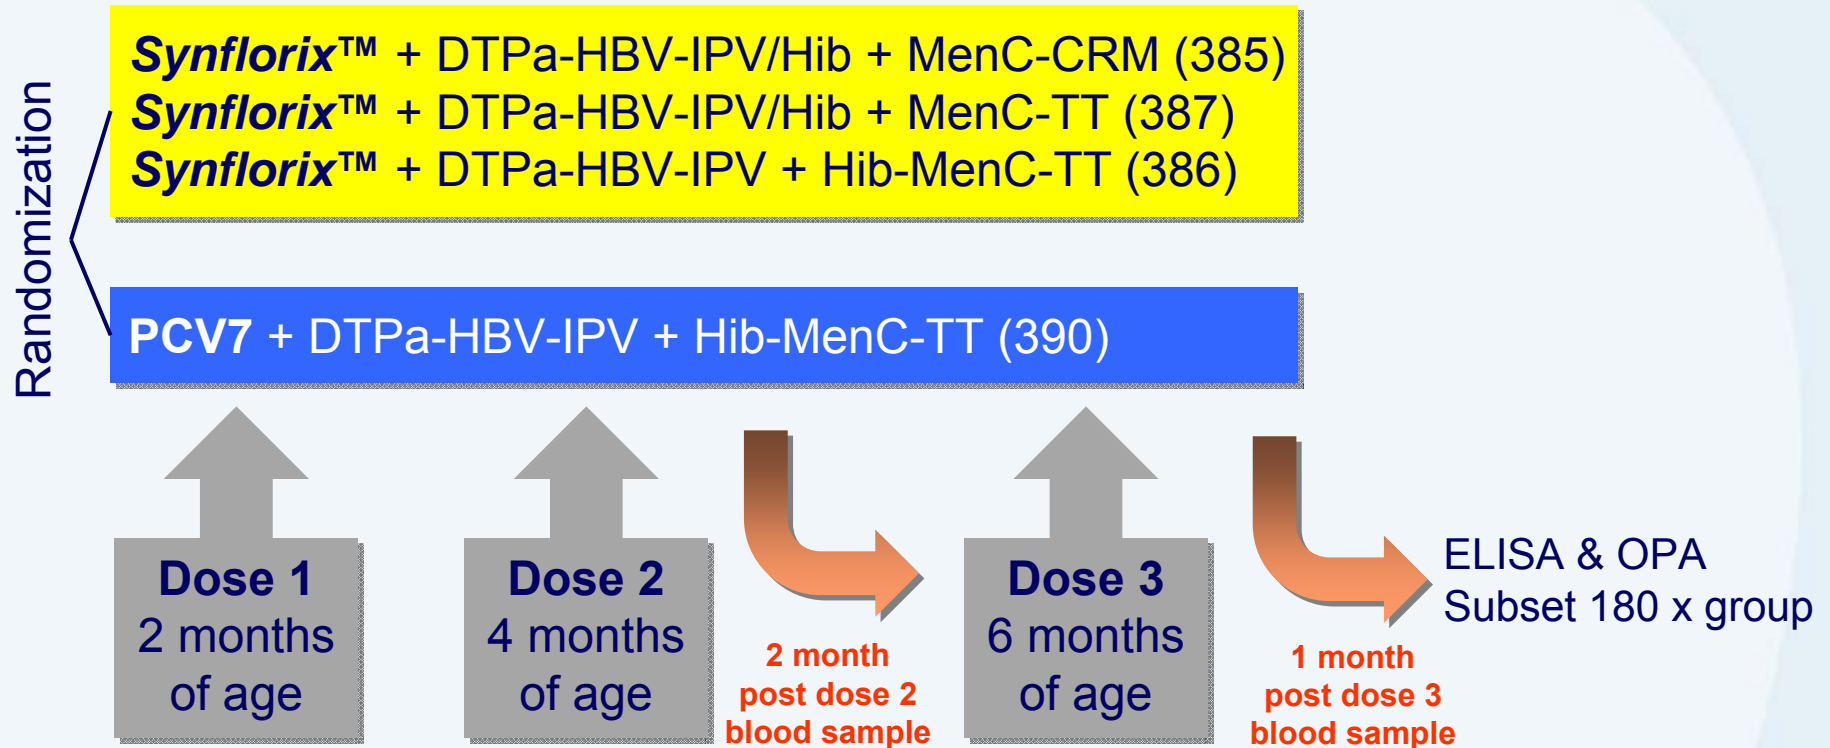 Randomization
Synflorix™ + DTPa-HBV-IPV/Hib + MenC-CRM (385)
Synflorix™ + DTPa-HBV-IPV/Hib + MenC-TT (387)
Synflorix™ + DTPa-HBV-IPV + Hib-MenC-TT (386)
PCV7 + DTPa-HBV-IPV + Hib-MenC-TT (390)
Dose 1
2 months
of age
Dose 2
4 months
of age
2 month
post dose 2
blood sample
Dose 3
6 months
of age
1 month
post dose 3
blood sample
ELISA & OPA
Subset 180 x group